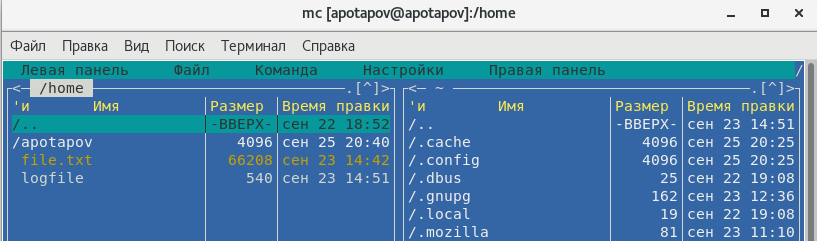 mc [apotapov@apotapov]:/home
Файл Правка Вид Поиск Терминал Справка
Левая панель Файл Команда Настройки Правая панель /
<— /home .[^]>
'и Имя Размер Время правки
/.. -ВВЕРХ- сен 22 18:52
/apotapov 4096 сен 25 20:40
file.txt 66208 сен 23 14:42
logfile 540 сен 23 14:51
<— ~ .[^]>
'и Имя Размер Время правки
/.. -ВВЕРХ- сен 23 14:51
/.cache 4096 сен 25 20:25
/.config 4096 сен 25 20:25
/.dbus 25 сен 22 19:08
/.gnupg 162 сен 23 12:36
/.local 19 сен 22 19:08
/.mozilla 81 сен 23 11:10